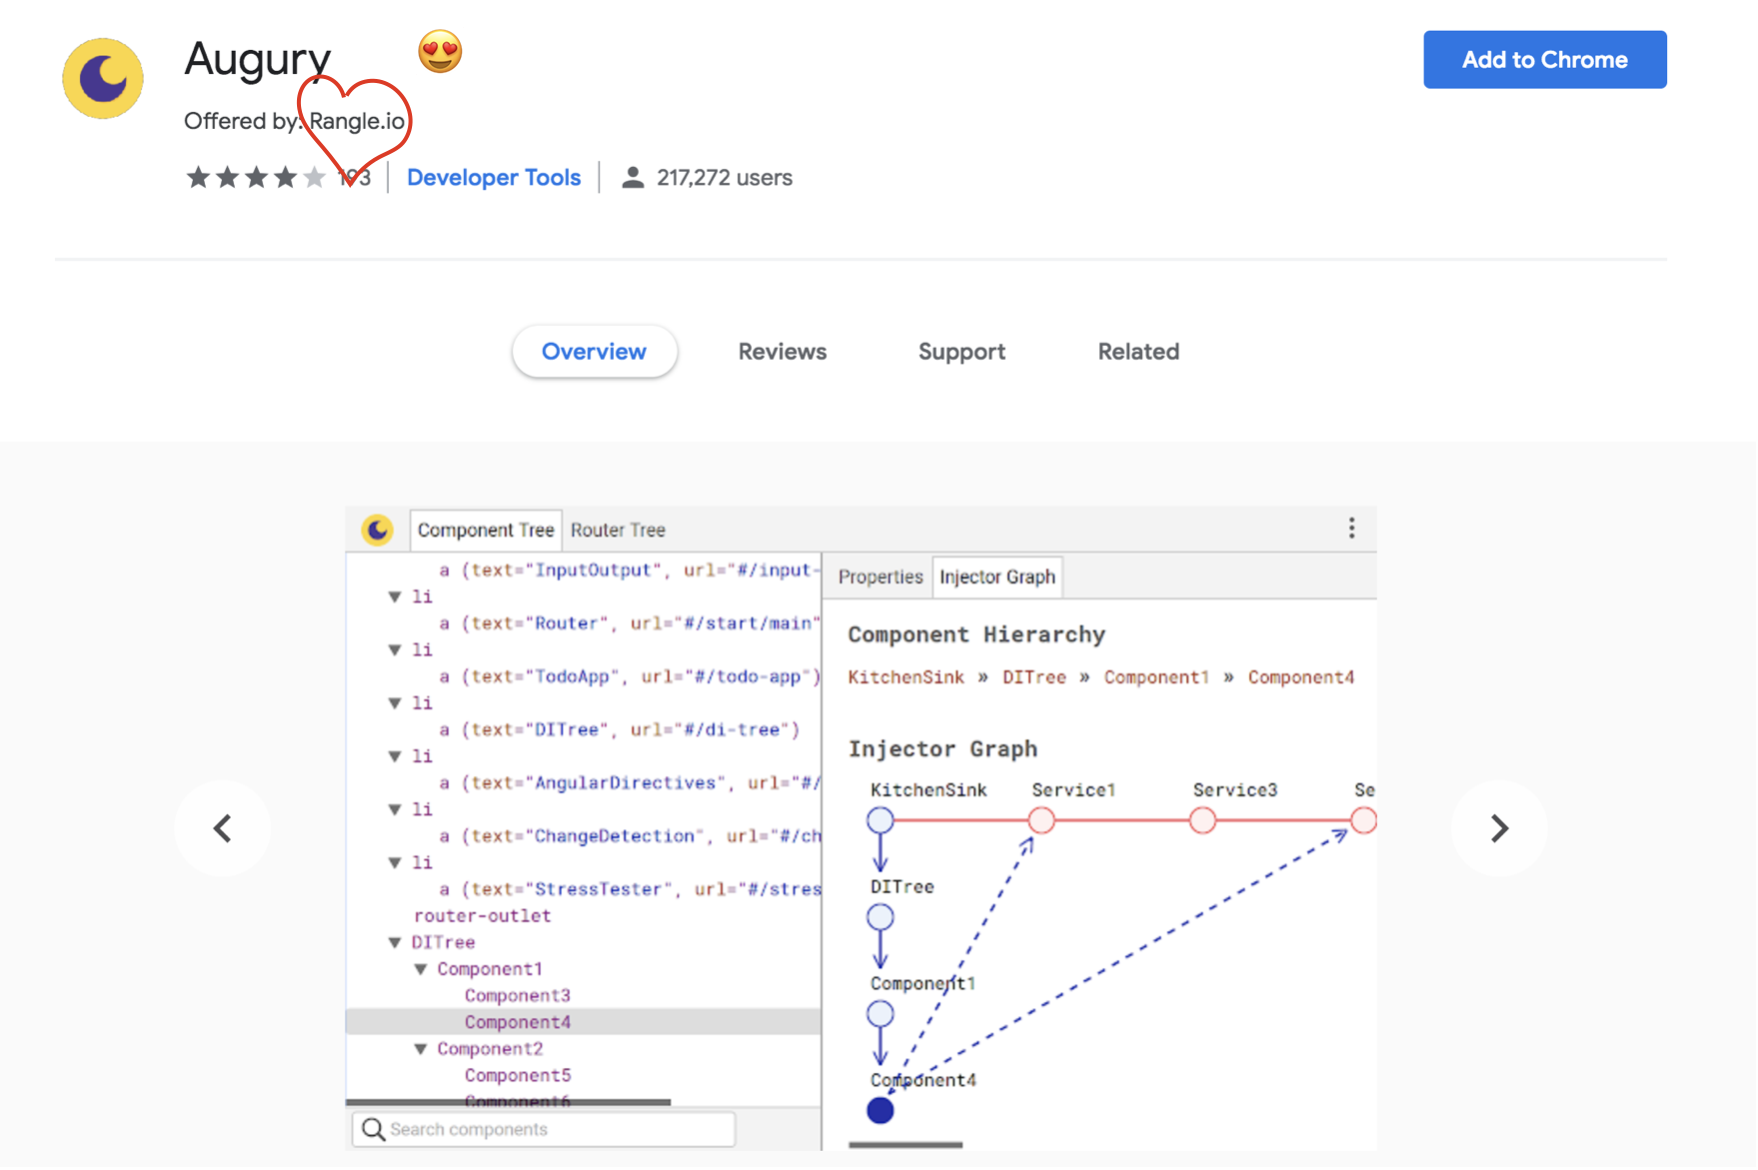 Augury 😍
Add to Chrome
Offered by: Rangle.io
193
Developer Tools
217,272 users
Overview
Reviews
Support
Related
Component Tree
Router Tree
a (text="InputOutput", url="#/input-
▼ li
a (text="Router", url="#/start/main"
▼ li
a (text="TodoApp", url="#/todo-app")
▼ li
a (text="DITree", url="#/di-tree")
▼ li
a (text="AngularDirectives", url="#/
▼ li
a (text="ChangeDetection", url="#/ch
▼ li
a (text="StressTester", url="#/stres
router-outlet
▼ DITree
▼ Component1
Component3
Component4
▼ Component2
Component5
Component6
Search components
Properties
Injector Graph
Component Hierarchy
KitchenSink » DITree » Component1 » Component4
Injector Graph
KitchenSink
Service1
Service3
Se
DITree
Component1
Component4